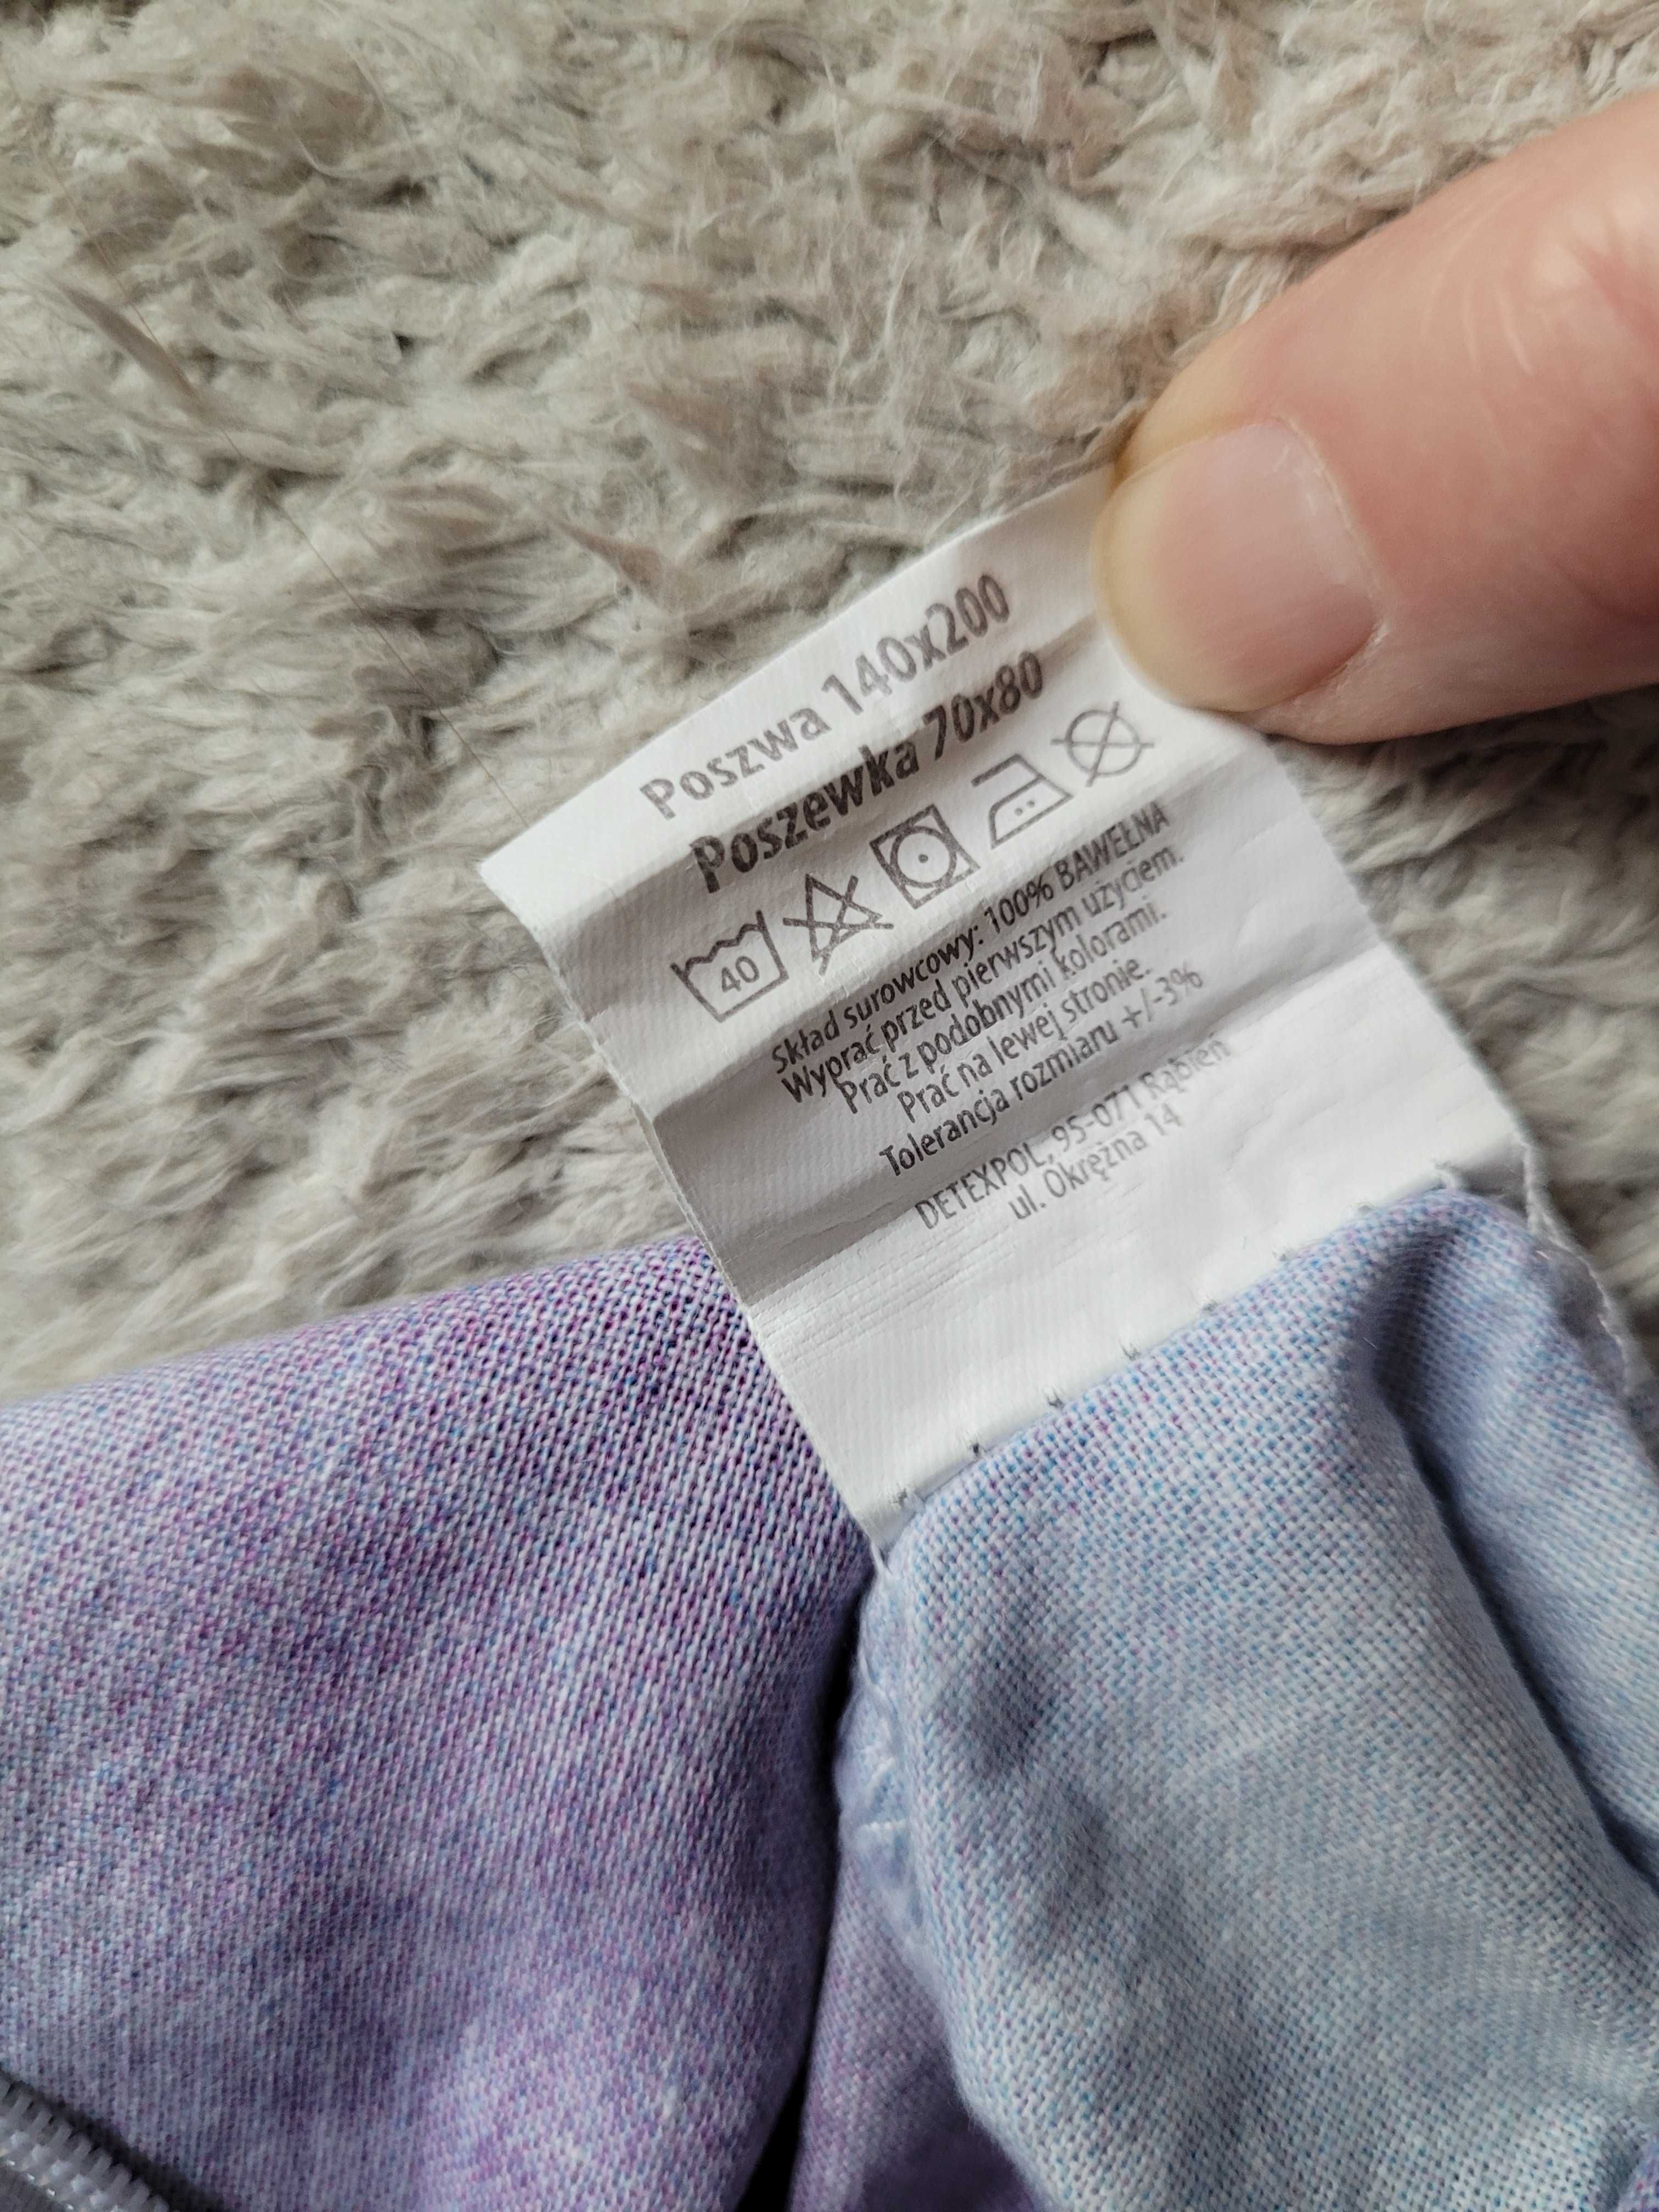 Poszwa 140x200
Poszewka 70x80
40
Skład surowcowy: 100% BAWEŁNA
Wyprać przed pierwszym użyciem.
Prać z podobnymi kolorami.
Prać na lewej stronie.
Tolerancja rozmiaru +/-3%
DETEXPOL, 95-071 Rąbień
ul. Okrężna 14